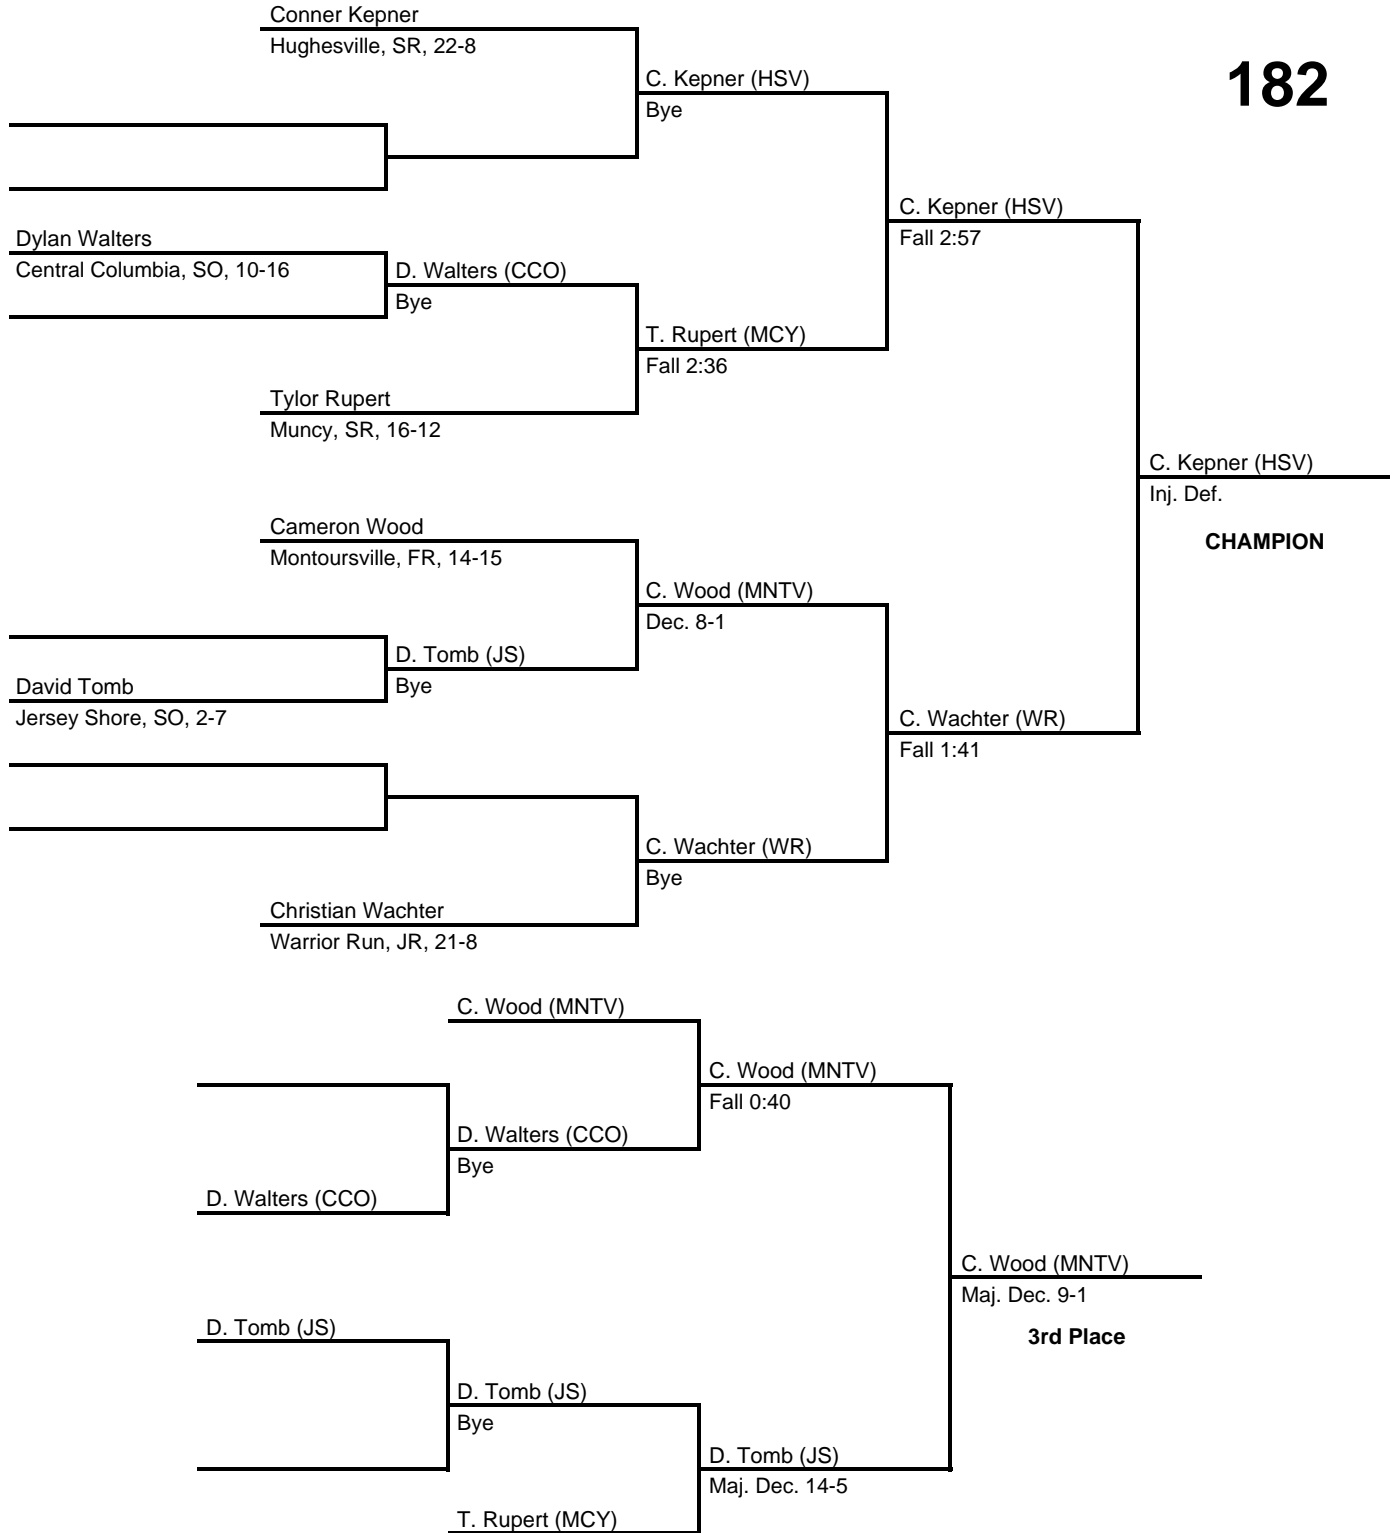 Conner Kepner
Hughesville, SR, 22-8
182
C. Kepner (HSV)
Bye
C. Kepner (HSV)
Fall 2:57
Dylan Walters
Central Columbia, SO, 10-16
D. Walters (CCO)
Bye
T. Rupert (MCY)
Fall 2:36
Tylor Rupert
Muncy, SR, 16-12
C. Kepner (HSV)
Inj. Def.
CHAMPION
Cameron Wood
Montoursville, FR, 14-15
C. Wood (MNTV)
Dec. 8-1
D. Tomb (JS)
Bye
David Tomb
Jersey Shore, SO, 2-7
C. Wachter (WR)
Fall 1:41
C. Wachter (WR)
Bye
Christian Wachter
Warrior Run, JR, 21-8
C. Wood (MNTV)
C. Wood (MNTV)
Fall 0:40
D. Walters (CCO)
Bye
D. Walters (CCO)
C. Wood (MNTV)
Maj. Dec. 9-1
3rd Place
D. Tomb (JS)
D. Tomb (JS)
Bye
D. Tomb (JS)
Maj. Dec. 14-5
T. Rupert (MCY)